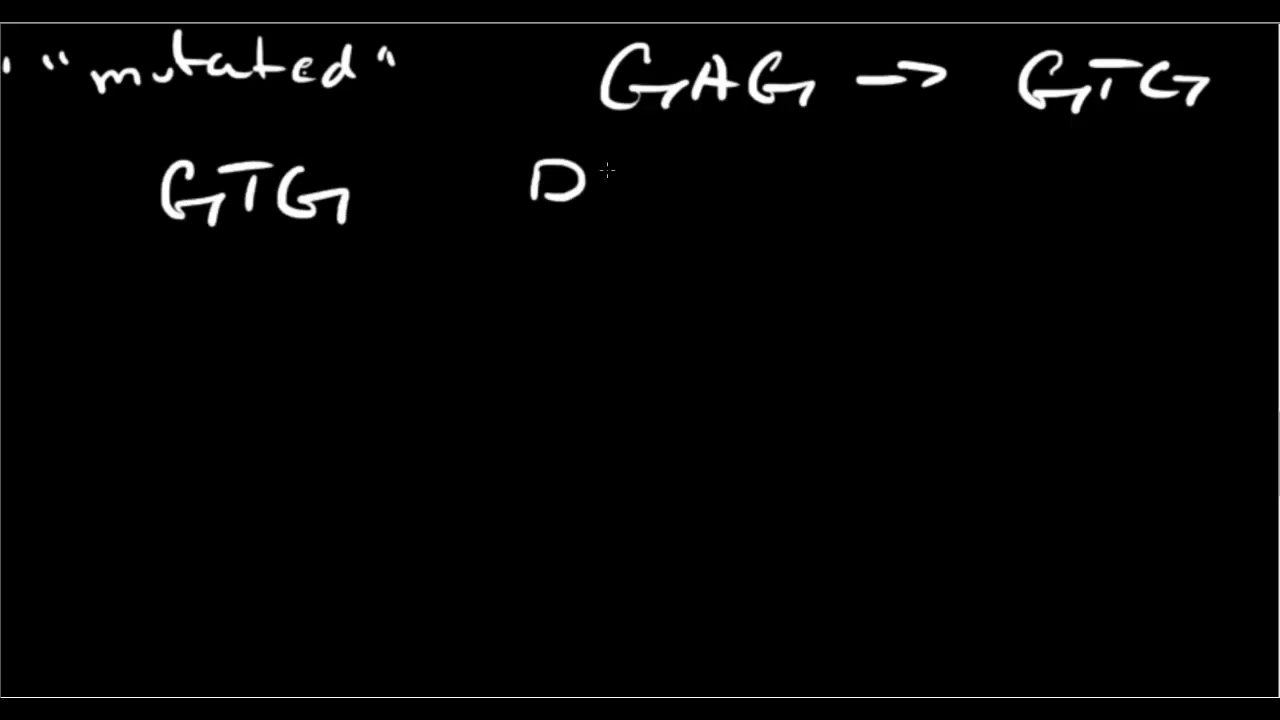 " "mutated" GAG → GTG
GTG D